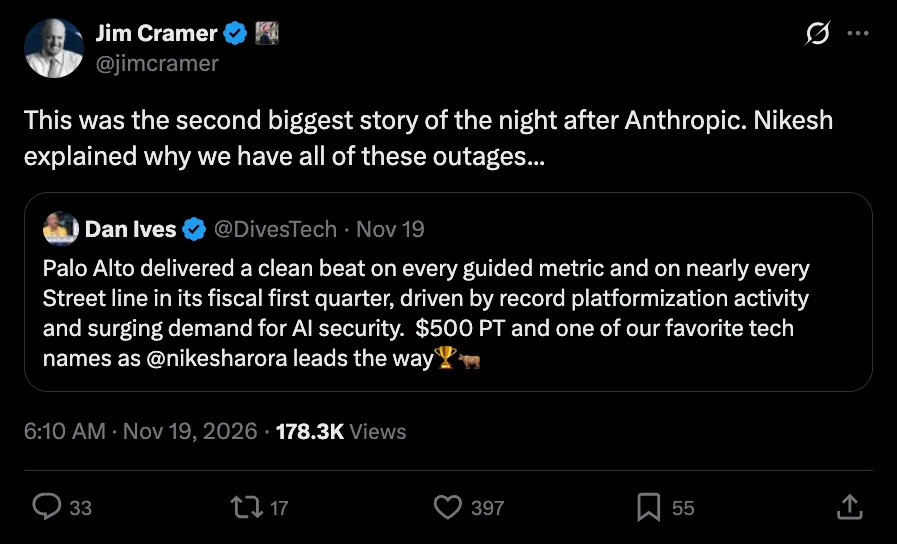 Jim Cramer
@jimcramer
This was the second biggest story of the night after Anthropic. Nikesh
explained why we have all of these outages...
Dan Ives @DivesTech · Nov 19
Palo Alto delivered a clean beat on every guided metric and on nearly every
Street line in its fiscal first quarter, driven by record platformization activity
and surging demand for AI security.  $500 PT and one of our favorite tech
names as @nikesharora leads the way🏆🐂
6:10 AM · Nov 19, 2026 · 178.3K Views
33 17 397 55